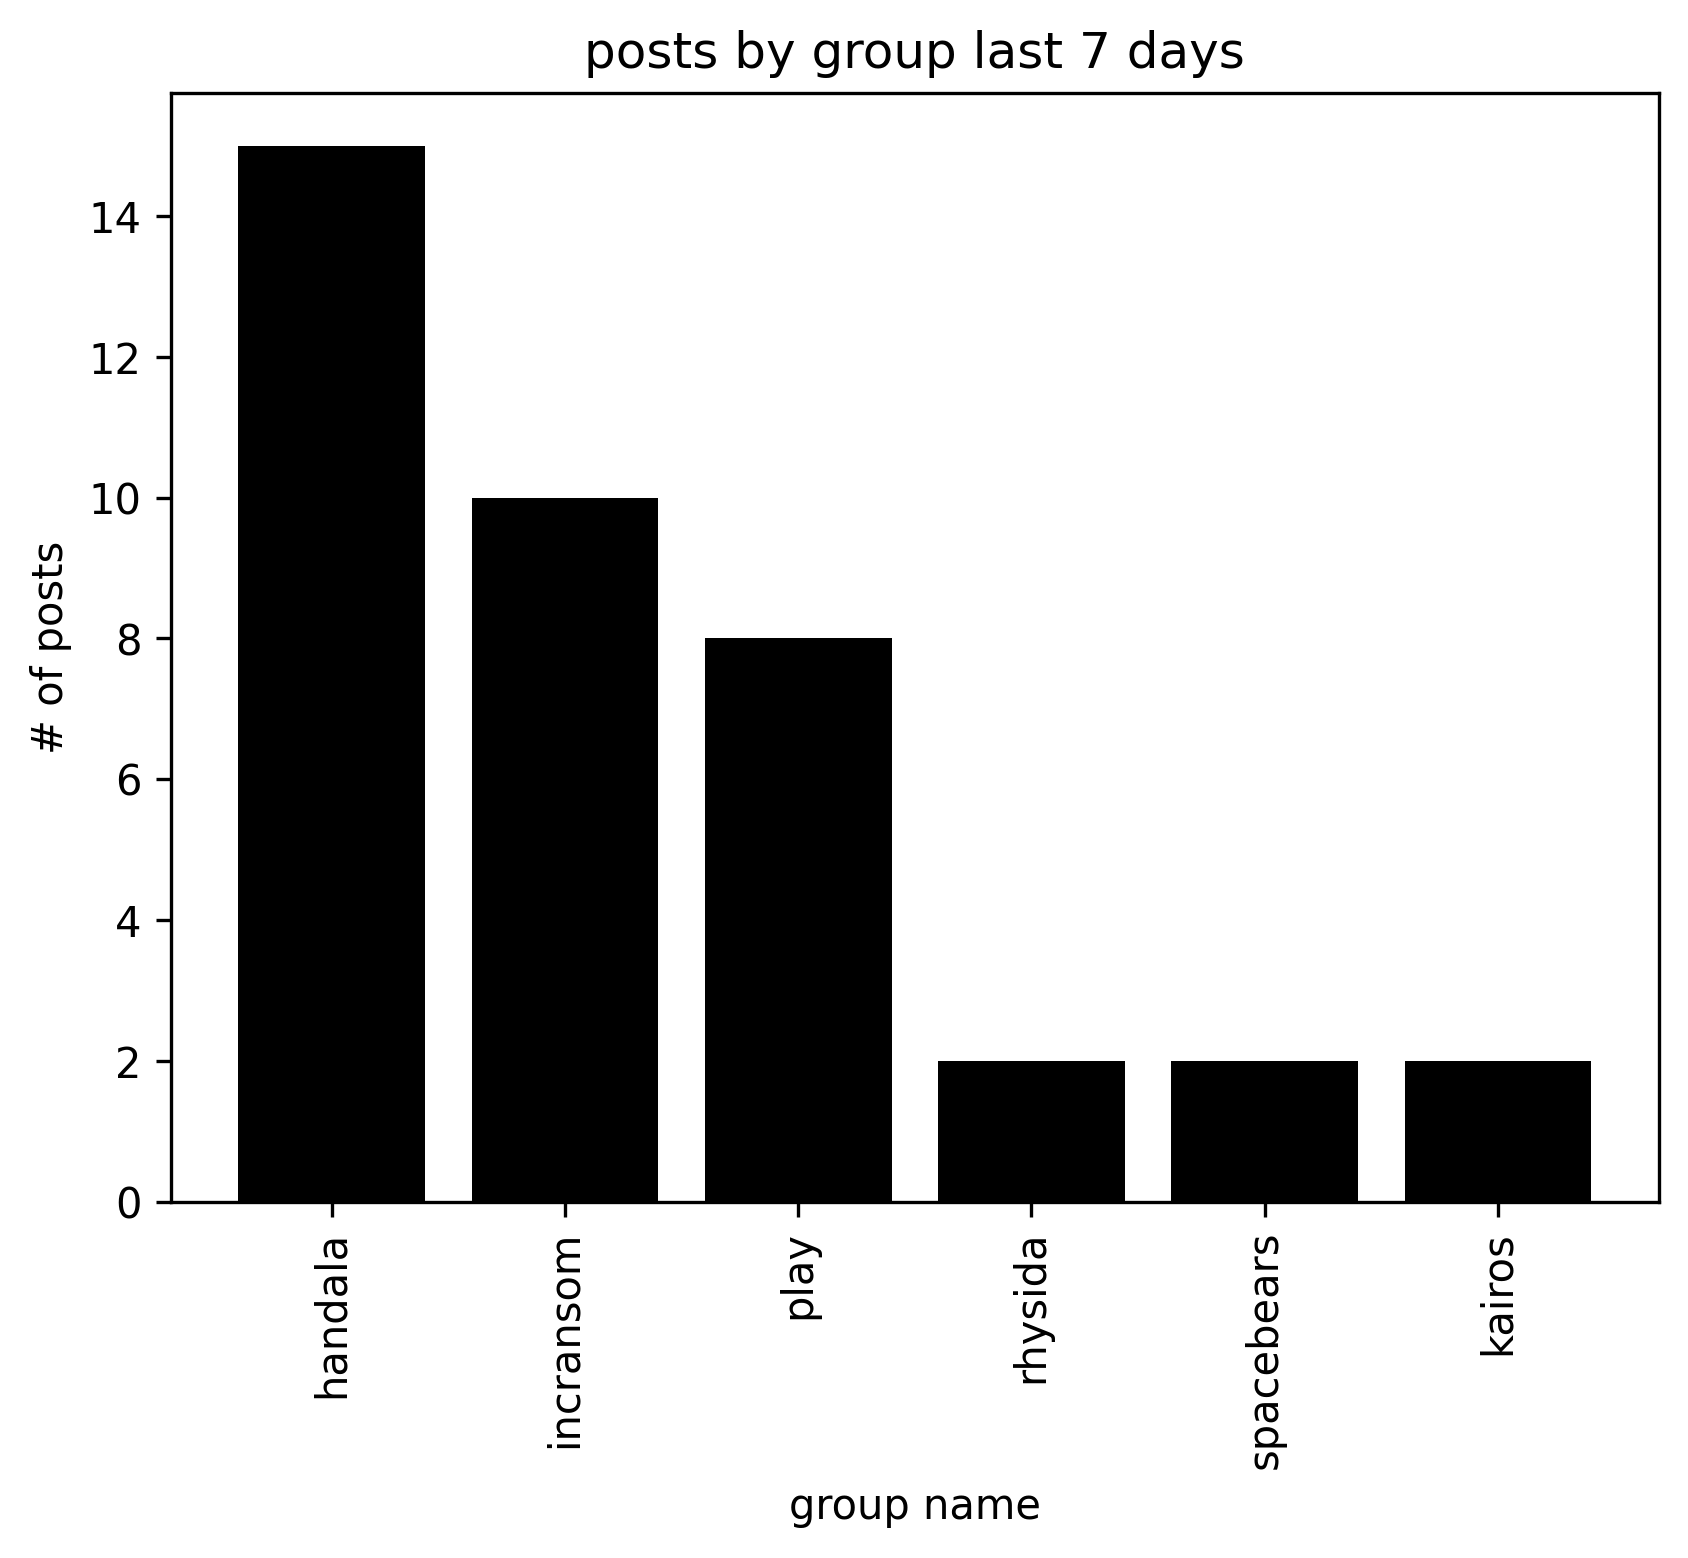 posts by group last 7 days
# of posts
14
12
10
8
6
4
2
0
handala
incransom
play
rhysida
spacebears
kairos
group name